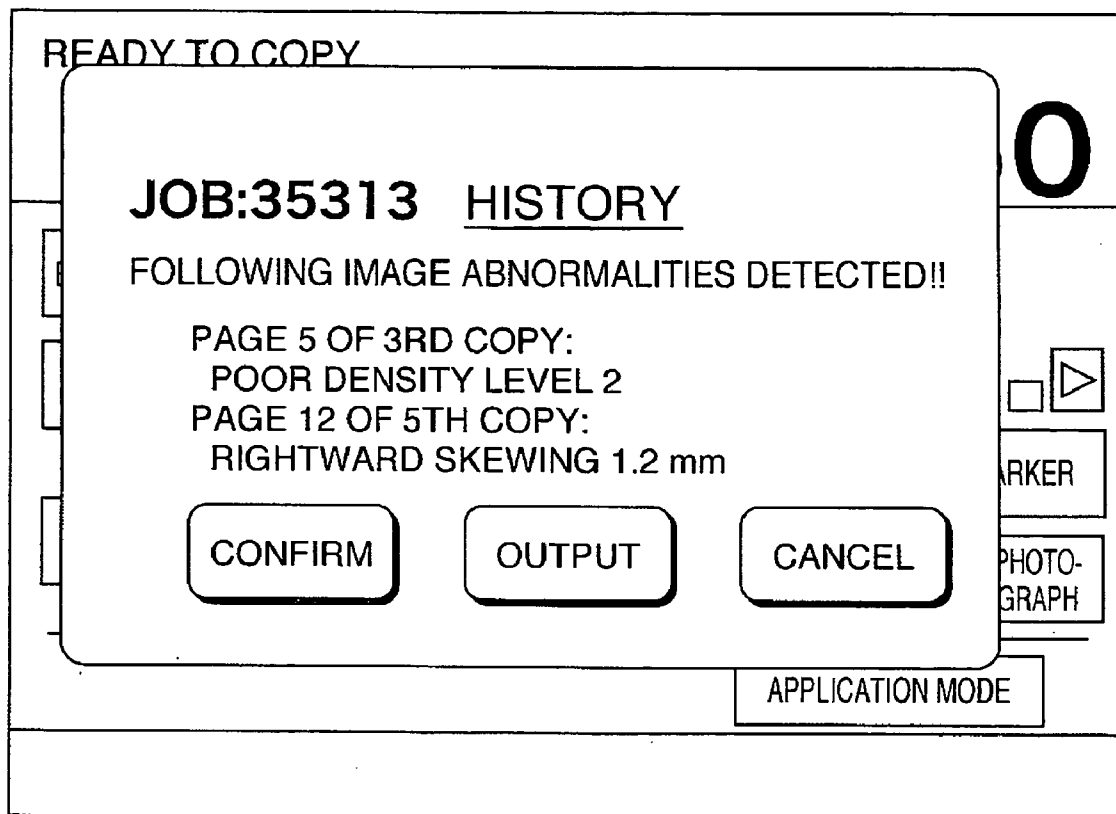 READY TO COPY
0
JOB:35313 HISTORY
FOLLOWING IMAGE ABNORMALITIES DETECTED!!
PAGE 5 OF 3RD COPY:
POOR DENSITY LEVEL 2
PAGE 12 OF 5TH COPY:
RIGHTWARD SKEWING 1.2 mm
ARKER
CONFIRM OUTPUT CANCEL
PHOTO-
GRAPH
APPLICATION MODE